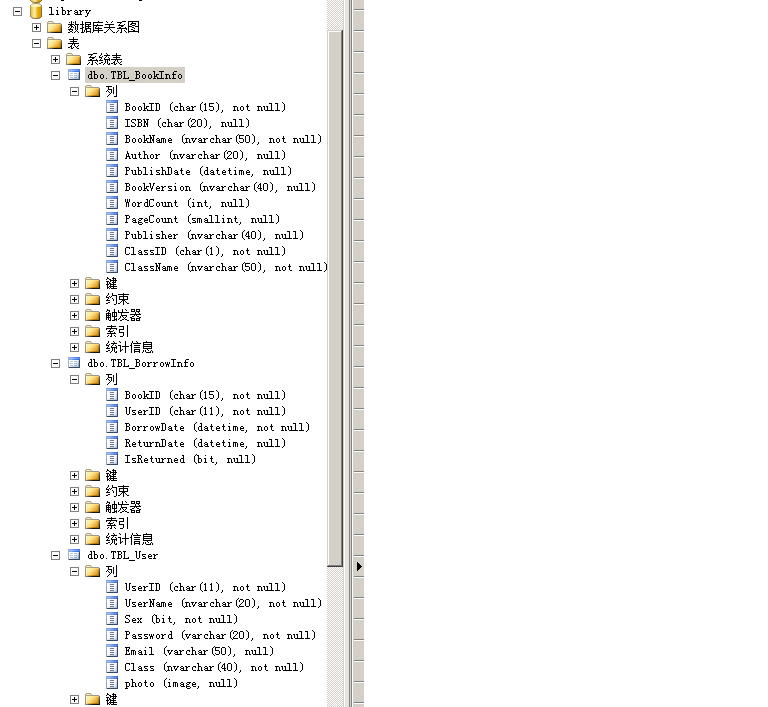 library
数据库关系图
表
系统表
dbo.TBL_BookInfo
列
BookID (char(15), not null)
ISBN (char(20), null)
BookName (nvarchar(50), not null)
Author (nvarchar(20), null)
PublishDate (datetime, null)
BookVersion (nvarchar(40), null)
WordCount (int, null)
PageCount (smallint, null)
Publisher (nvarchar(40), null)
ClassID (char(1), not null)
ClassName (nvarchar(50), not null)
键
约束
触发器
索引
统计信息
dbo.TBL_BorrowInfo
列
BookID (char(15), not null)
UserID (char(11), not null)
BorrowDate (datetime, not null)
ReturnDate (datetime, null)
IsReturned (bit, null)
键
约束
触发器
索引
统计信息
dbo.TBL_User
列
UserID (char(11), not null)
UserName (nvarchar(20), not null)
Sex (bit, not null)
Password (varchar(20), not null)
Email (varchar(50), null)
Class (nvarchar(40), not null)
photo (image, null)
键